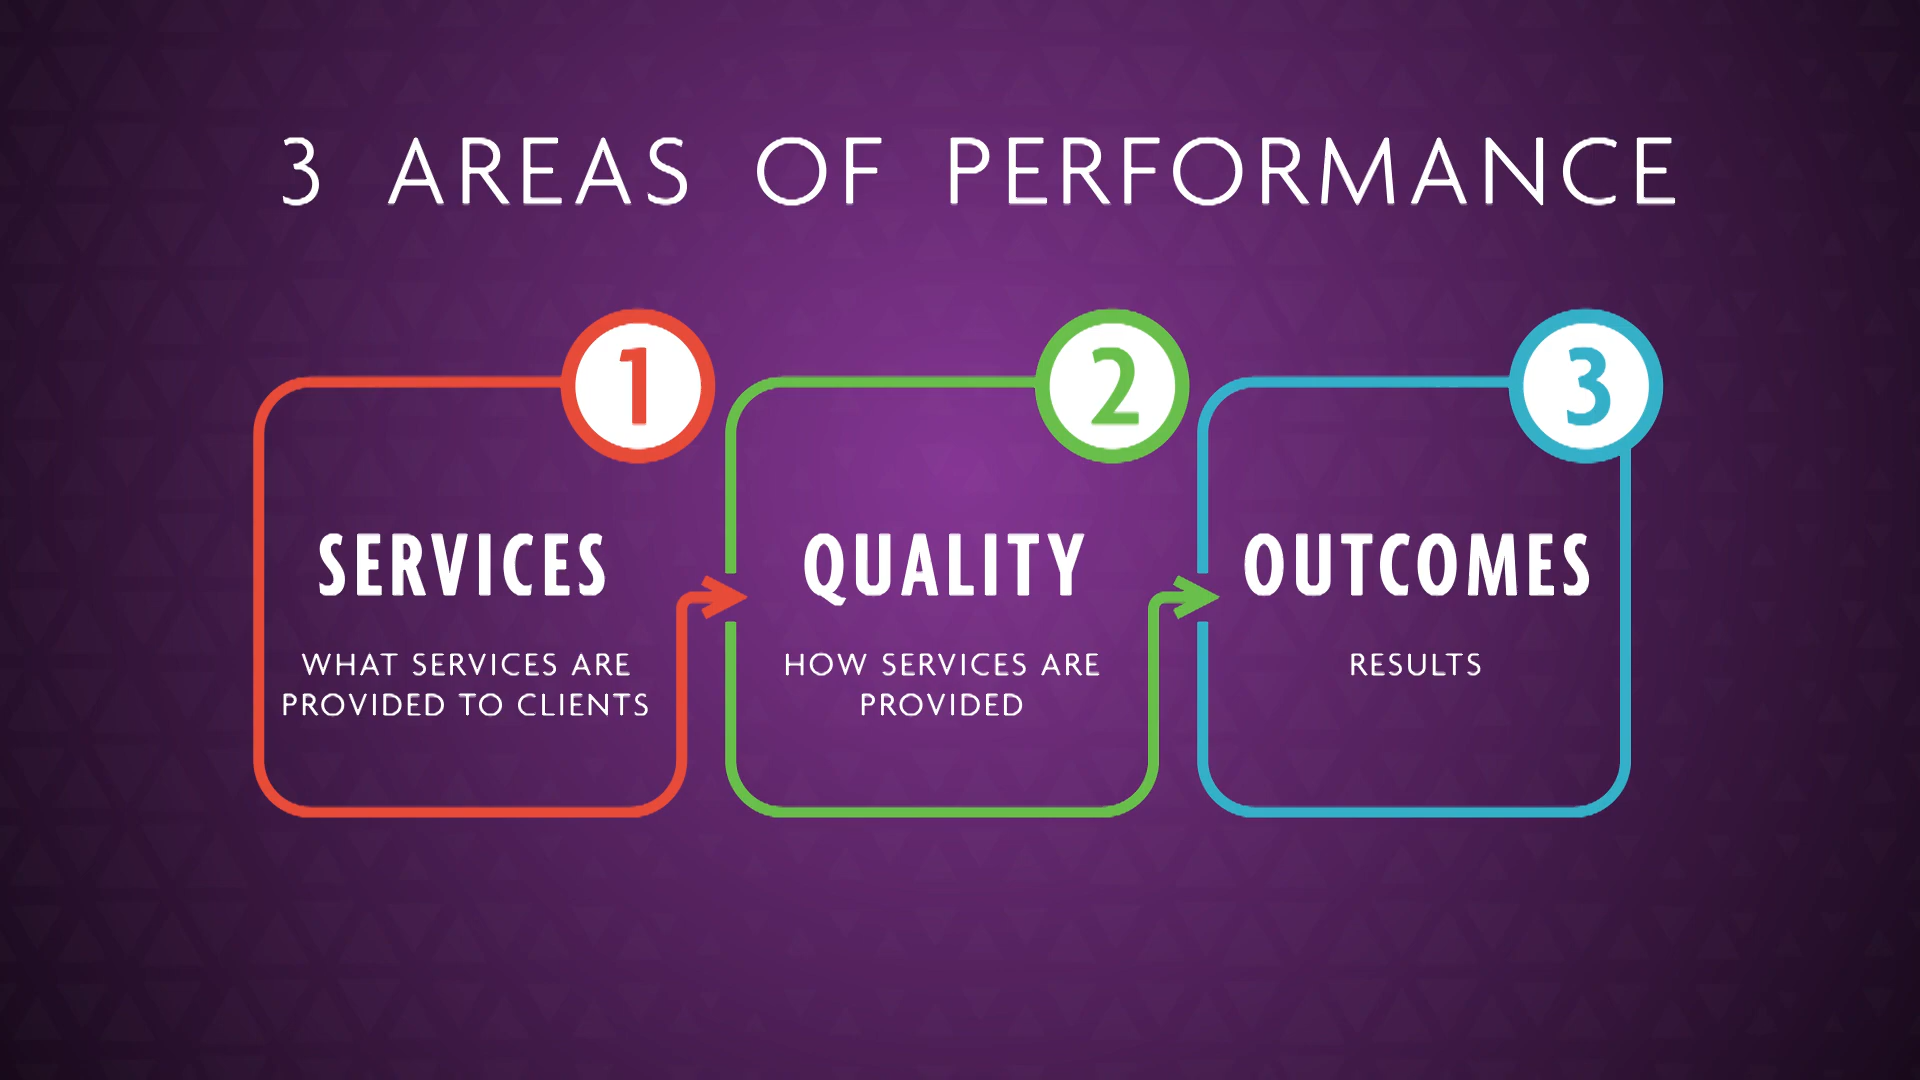 3 AREAS OF PERFORMANCE
1
SERVICES
WHAT SERVICES ARE
PROVIDED TO CLIENTS
2
QUALITY
HOW SERVICES ARE
PROVIDED
3
OUTCOMES
RESULTS